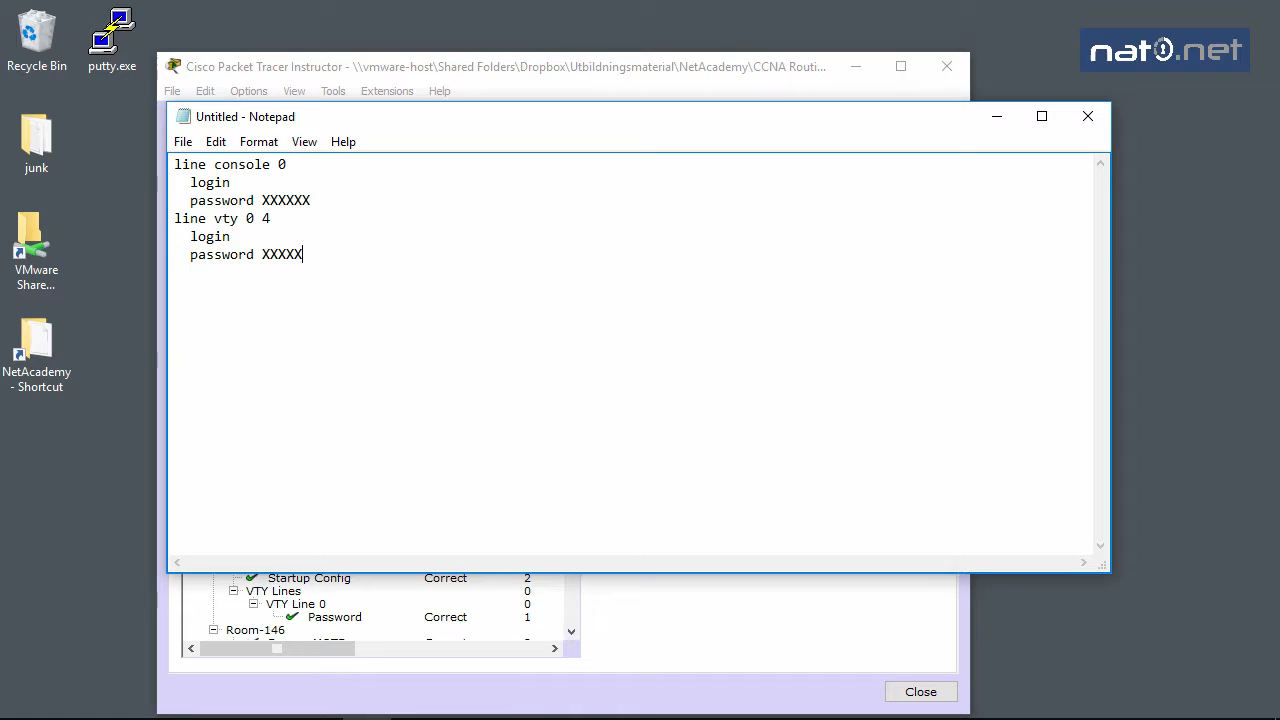 Recycle Bin
putty.exe
nat0.net
junk
VMware
Share...
NetAcademy
- Shortcut
Cisco Packet Tracer Instructor - \\vmware-host\Shared Folders\Dropbox\Utbildningsmaterial\NetAcademy\CCNA Routi...
File Edit Options View Tools Extensions Help
Untitled - Notepad
File Edit Format View Help
line console 0
  login
  password XXXXXX
line vty 0 4
  login
  password XXXXX
Startup Config Correct 2
VTY Lines 0
VTY Line 0 0
Password Correct 1
Room-146
Close